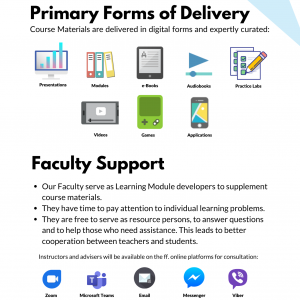 Primary Forms of Delivery
Course Materials are delivered in digital forms and expertly curated:
Presentations Modules e-Books Audiobooks Practice Labs
Videos Games Applications
Faculty Support
• Our Faculty serve as Learning Module developers to supplement
course materials.
• They have time to pay attention to individual learning problems.
• They are free to serve as resource persons, to answer questions
and to help those who need assistance. This leads to better
cooperation between teachers and students.
Instructors and advisers will be available on the ff. online platforms for consultation:
Zoom Microsoft Teams Email Messenger Viber